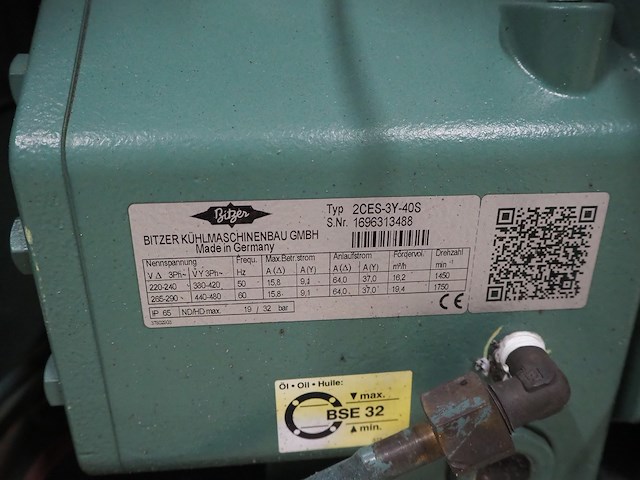 Bitzer
Typ 2CES-3Y-40S
S.Nr. 1696313488
BITZER KÜHLMASCHINENBAU GMBH
Made in Germany
Nennspannung Frequ. Max.Betr.strom Anlaufstrom Fördervol. Drehzahl
V Δ 3Ph~ V Y 3Ph~ Hz A (Δ) A (Y) A (Δ) A (Y) m³/h min⁻¹
220-240 380-420 50 15,8 9,1 64,0 37,0 16,2 1450
265-290 440-480 60 15,8 9,1 64,0 37,0 19,4 1750
IP 65 ND/HD max. 19 / 32 bar
CE
Öl • Oil • Huile:
max.
BSE 32
min.